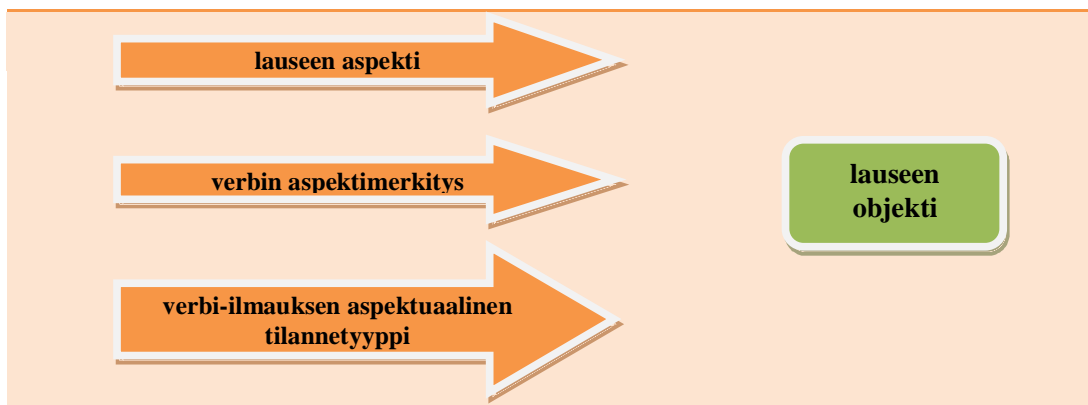 lauseen aspekti
verbin aspektimerkitys
lauseen
objekti
verbi-ilmauksen aspektuaalinen
tilannetyyppi